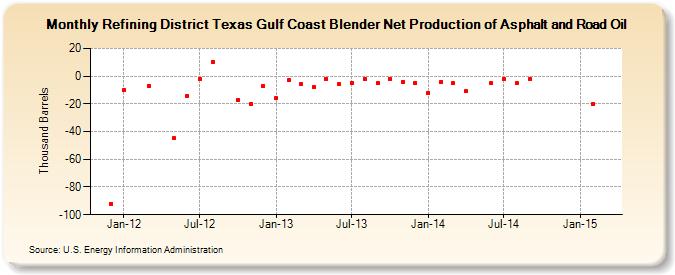 Monthly Refining District Texas Gulf Coast Blender Net Production of Asphalt and Road Oil
Thousand Barrels
20
0
-20
-40
-60
-80
-100
Jan-12
Jul-12
Jan-13
Jul-13
Jan-14
Jul-14
Jan-15
Source: U.S. Energy Information Administration